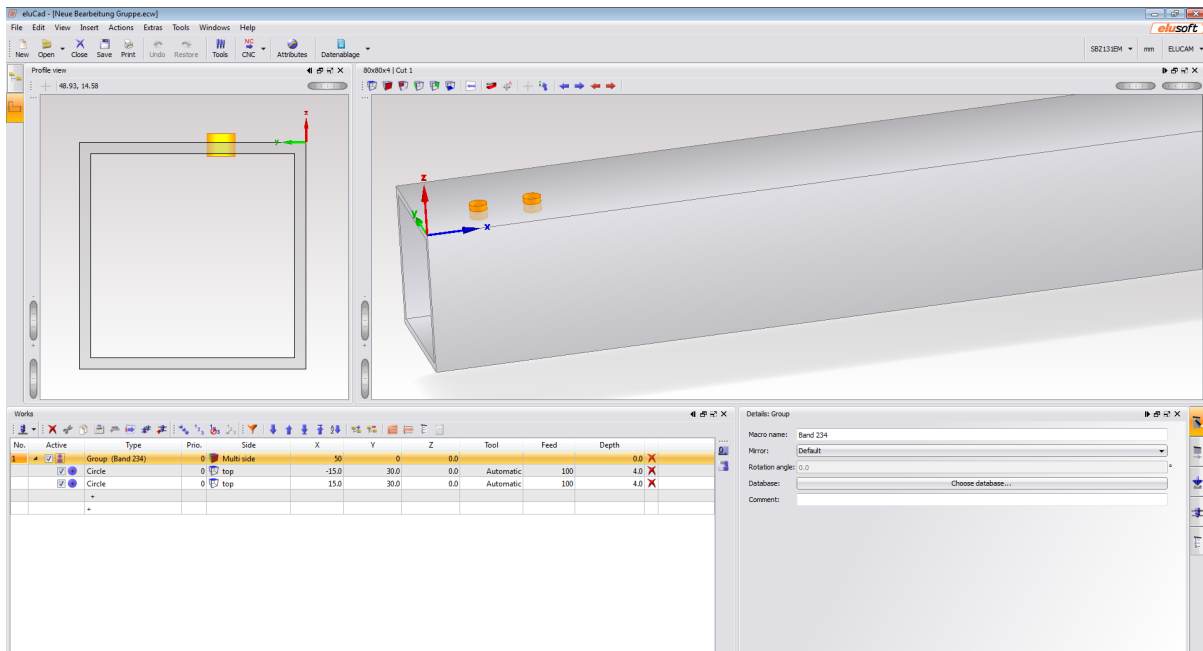 eluCad - [Neue Bearbeitung Gruppe.ecw]
File Edit View Insert Actions Extras Tools Windows Help
elusoft
New Open Close Save Print Undo Restore Tools CNC Attributes Datenablage
SBZ131EM mm ELUCAM
Profile view
80x80x4 | Cut 1
48.93, 14.58
z
y
z
y
x
Works
Details: Group
No. Active Type Prio. Side X Y Z Tool Feed Depth
1 Group (Band 234) 0 Multi side 50 0 0.0 0.0
Circle 0 top -15.0 30.0 0.0 Automatic 100 4.0
Circle 0 top 15.0 30.0 0.0 Automatic 100 4.0
+
+
Macro name: Band 234
Mirror: Default
Rotation angle: 0.0 °
Database: Choose database...
Comment: